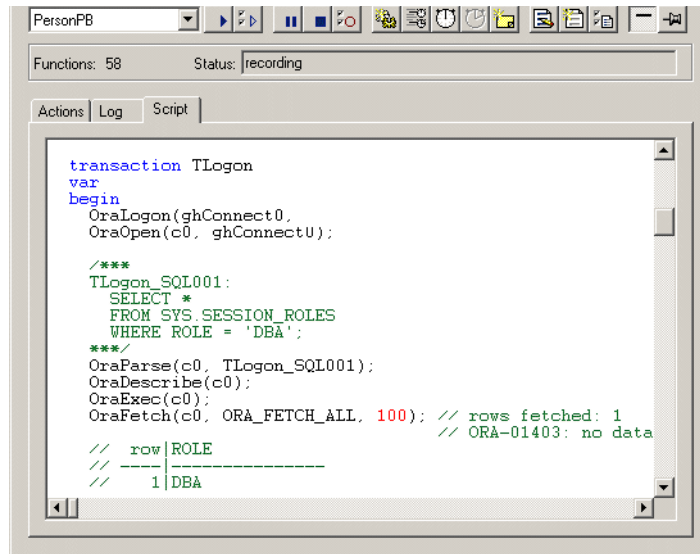 PersonPB
Functions: 58 Status: recording
Actions Log Script
transaction TLogon
var
begin
OraLogon(ghConnect0,
OraOpen(c0, ghConnect0);
/***
TLogon_SQL001:
SELECT *
FROM SYS.SESSION_ROLES
WHERE ROLE = 'DBA';
***/
OraParse(c0, TLogon_SQL001);
OraDescribe(c0);
OraExec(c0);
OraFetch(c0, ORA_FETCH_ALL, 100); // rows fetched: 1
// ORA-01403: no data
// row|ROLE
// ----|---------------
// 1|DBA